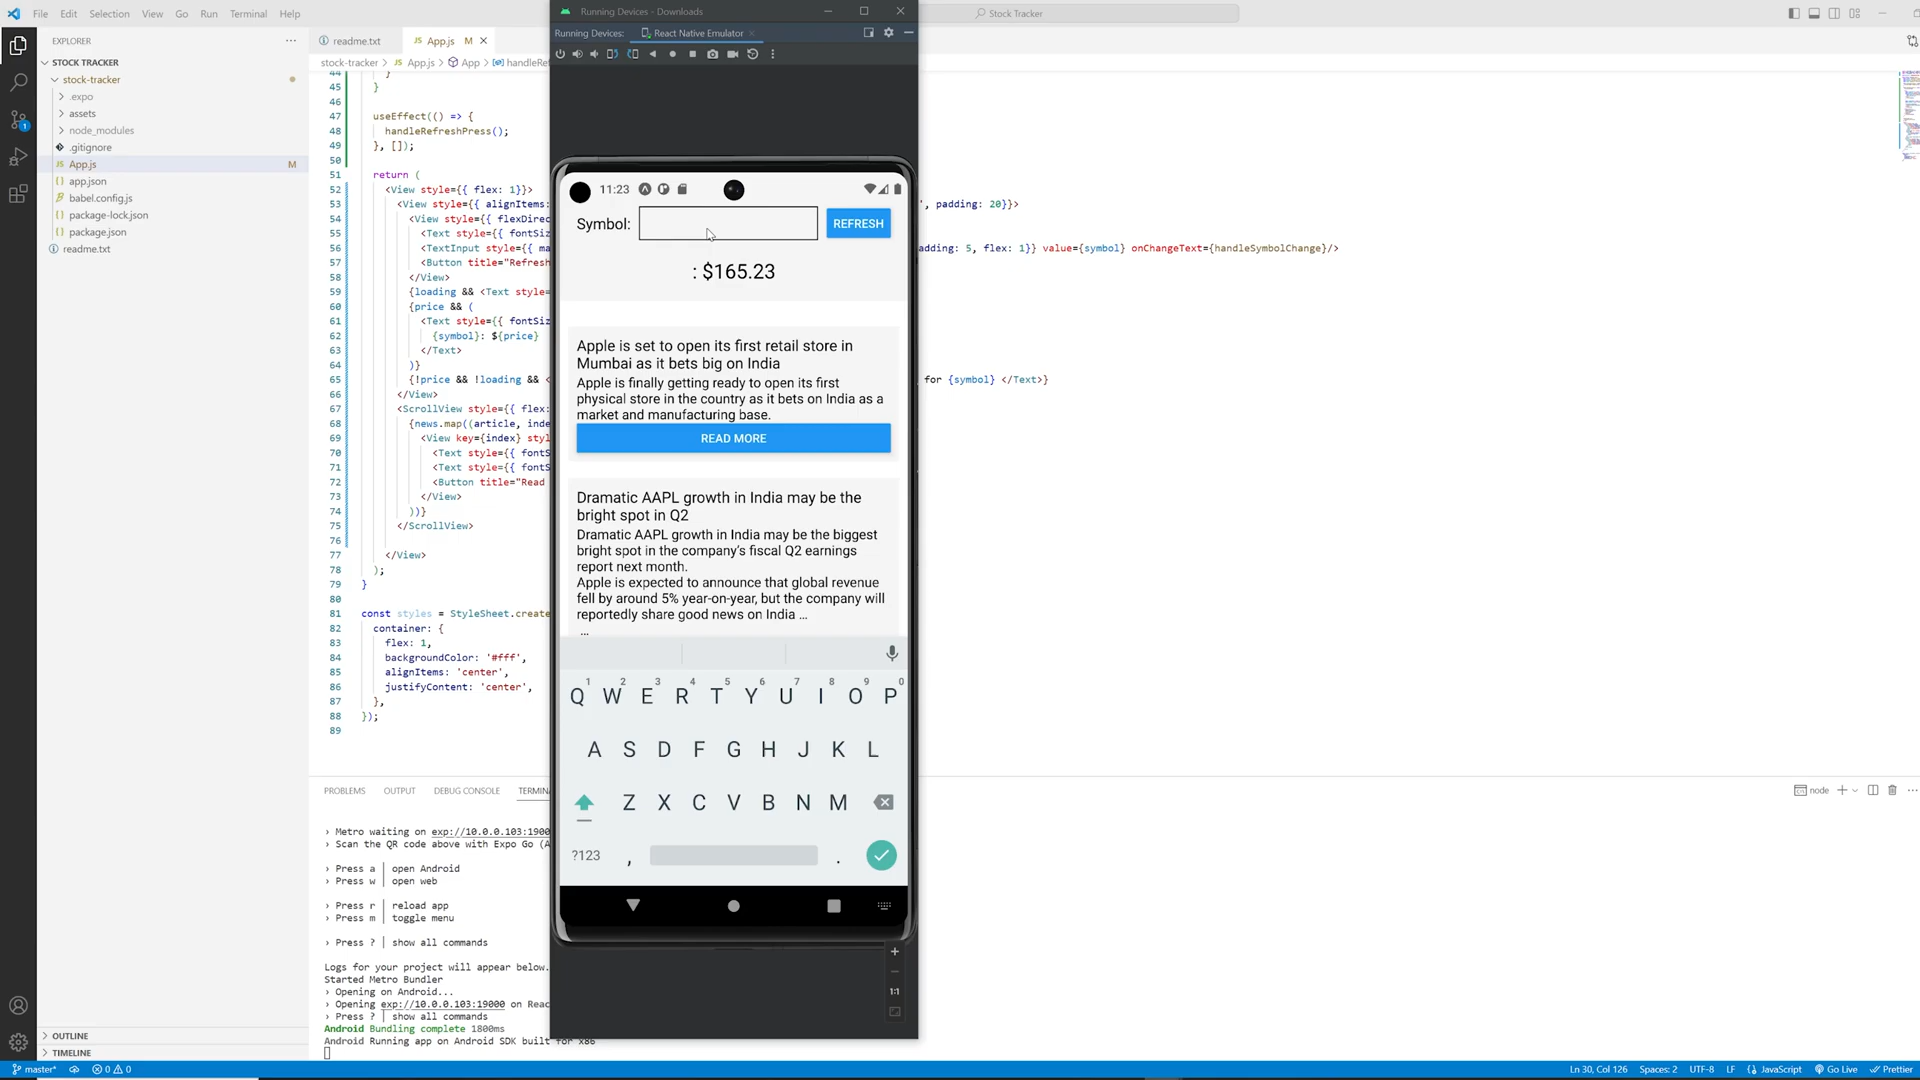 File Edit Selection View Go Run Terminal Help
Running Devices - Downloads
Stock Tracker
Running Devices: React Native Emulator
EXPLORER
STOCK TRACKER
stock-tracker
.expo
assets
node_modules
.gitignore
App.js M
app.json
babel.config.js
package-lock.json
package.json
readme.txt
OUTLINE
TIMELINE
readme.txt App.js M
stock-tracker > App.js > App > handleRef
44 }
45 }
46
47 useEffect(() => {
48 handleRefreshPress();
49 }, []);
50
51 return (
52 <View style={{ flex: 1}}>
53 <View style={{ alignItems: ', padding: 20}}>
54 <View style={{ flexDirec
55 <Text style={{ fontSiz
56 <TextInput style={{ ma adding: 5, flex: 1}} value={symbol} onChangeText={handleSymbolChange}/>
57 <Button title="Refresh
58 </View>
59 {loading && <Text style=
60 {price && (
61 <Text style={{ fontSiz
62 {symbol}: ${price}
63 </Text>
64 )}
65 {!price && !loading && < for {symbol} </Text>}
66 </View>
67 <ScrollView style={{ flex:
68 {news.map((article, inde
69 <View key={index} styl
70 <Text style={{ fontS
71 <Text style={{ fontS
72 <Button title="Read
73 </View>
74 ))}
75 </ScrollView>
76
77 </View>
78 );
79 }
80
81 const styles = StyleSheet.create
82 container: {
83 flex: 1,
84 backgroundColor: '#fff',
85 alignItems: 'center',
86 justifyContent: 'center',
87 },
88 });
89
11:23
Symbol: REFRESH
: $165.23
Apple is set to open its first retail store in
Mumbai as it bets big on India
Apple is finally getting ready to open its first
physical store in the country as it bets on India as a
market and manufacturing base.
READ MORE
Dramatic AAPL growth in India may be the
bright spot in Q2
Dramatic AAPL growth in India may be the biggest
bright spot in the company's fiscal Q2 earnings
report next month.
Apple is expected to announce that global revenue
fell by around 5% year-on-year, but the company will
reportedly share good news on India ...
...
1 2 3 4 5 6 7 8 9 0
Q W E R T Y U I O P
A S D F G H J K L
Z X C V B N M
?123 , .
1:1
PROBLEMS OUTPUT DEBUG CONSOLE TERMIN
node
› Metro waiting on exp://10.0.0.103:1900
› Scan the QR code above with Expo Go (A
› Press a | open Android
› Press w | open web
› Press r | reload app
› Press m | toggle menu
› Press ? | show all commands
Logs for your project will appear below.
Started Metro Bundler
› Opening on Android...
› Opening exp://10.0.0.103:19000 on Reac
› Press ? | show all commands
Android Bundling complete 1800ms
Android Running app on Android SDK built for x86
master* 0 0 Ln 30, Col 126 Spaces: 2 UTF-8 LF JavaScript Go Live Prettier